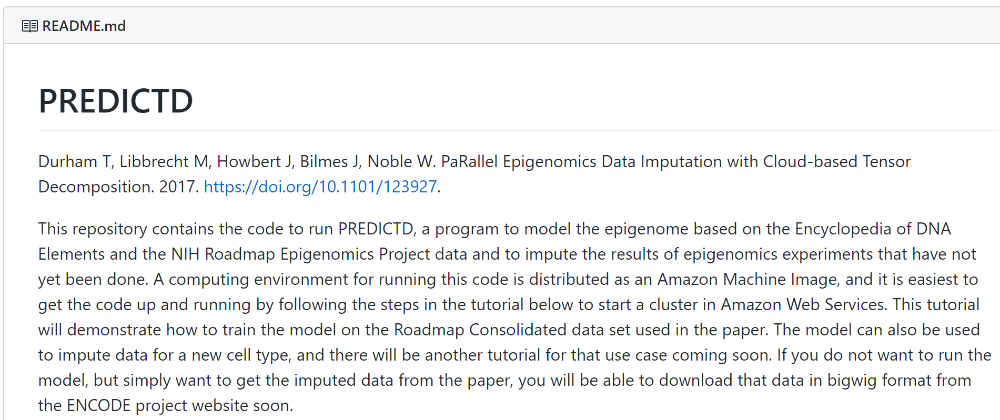 README.md
PREDICTD
Durham T, Libbrecht M, Howbert J, Bilmes J, Noble W. PaRallel Epigenomics Data Imputation with Cloud-based Tensor
Decomposition. 2017. https://doi.org/10.1101/123927.
This repository contains the code to run PREDICTD, a program to model the epigenome based on the Encyclopedia of DNA
Elements and the NIH Roadmap Epigenomics Project data and to impute the results of epigenomics experiments that have not
yet been done. A computing environment for running this code is distributed as an Amazon Machine Image, and it is easiest to
get the code up and running by following the steps in the tutorial below to start a cluster in Amazon Web Services. This tutorial
will demonstrate how to train the model on the Roadmap Consolidated data set used in the paper. The model can also be used
to impute data for a new cell type, and there will be another tutorial for that use case coming soon. If you do not want to run the
model, but simply want to get the imputed data from the paper, you will be able to download that data in bigwig format from
the ENCODE project website soon.